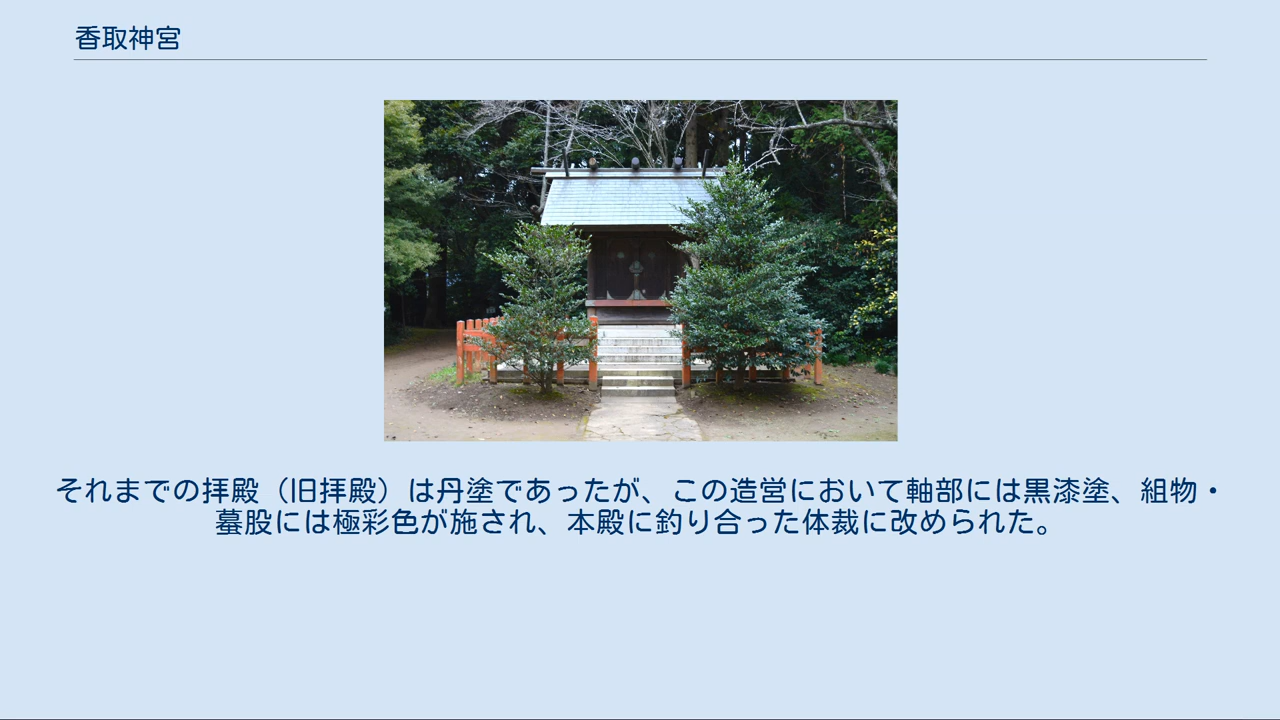 香取神宮
それまでの拝殿（旧拝殿）は丹塗であったが、この造営において軸部には黒漆塗、組物・
蟇股には極彩色が施され、本殿に釣り合った体裁に改められた。